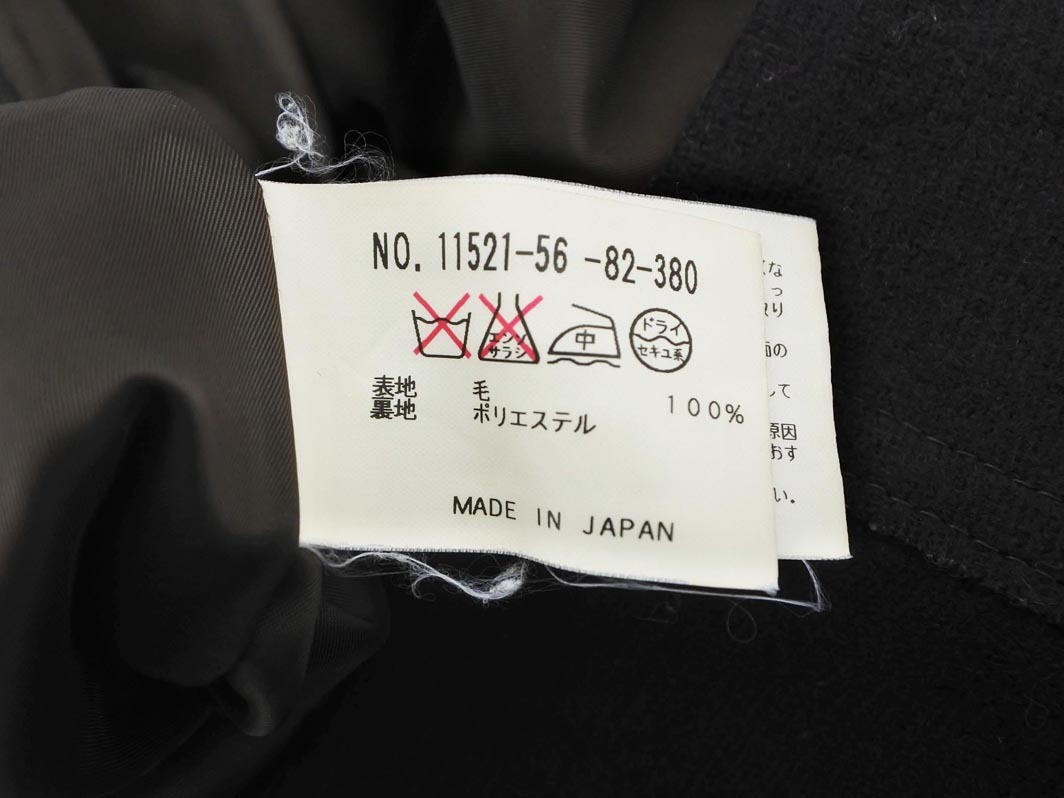 NO. 11521-56 -82-380
エンソ
サラシ
中
ドライ
セキユ系
表地 毛 100%
裏地 ポリエステル
MADE IN JAPAN
な
っ
り
の
して
原因
おす
い。